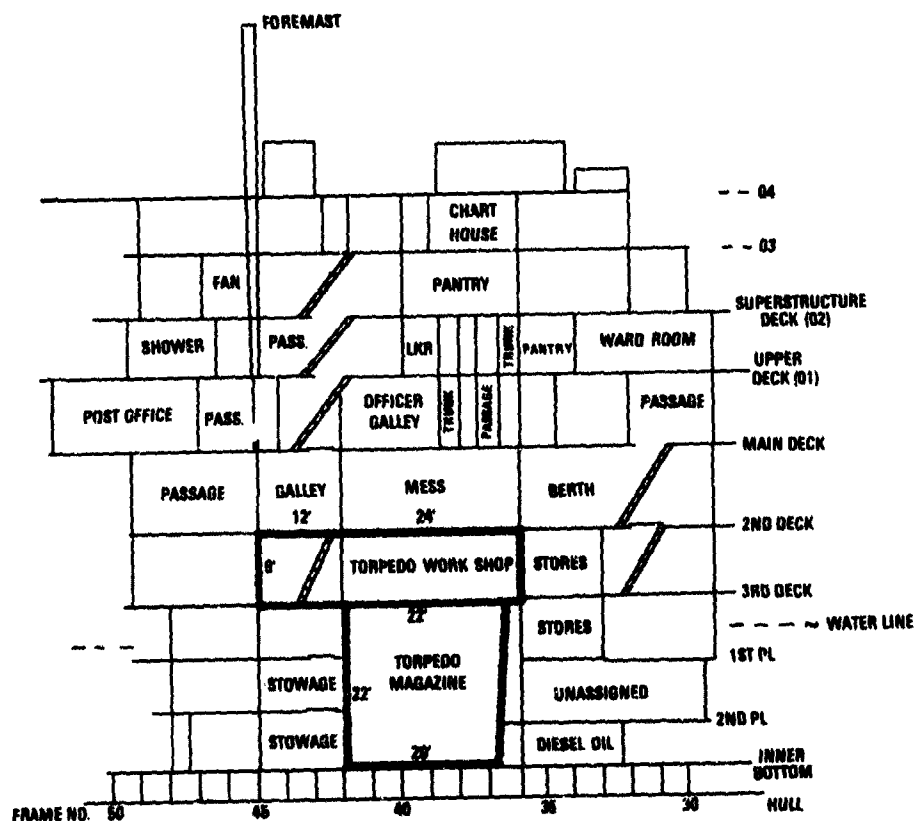 FOREMAST
04
CHART
HOUSE
03
FAN
PANTRY
SUPERSTRUCTURE
DECK (02)
SHOWER
PASS.
LKR
TRUNK
PANTRY
WARD ROOM
UPPER
DECK (01)
POST OFFICE
PASS.
OFFICER
GALLEY
TRUNK
PASSAGE
PASSAGE
MAIN DECK
PASSAGE
GALLEY
MESS
BERTH
12'
24'
2ND DECK
TORPEDO WORK SHOP
STORES
3RD DECK
22'
STORES
WATER LINE
1ST PL
TORPEDO
MAGAZINE
STOWAGE
22'
UNASSIGNED
2ND PL
STOWAGE
20'
DIESEL OIL
INNER
BOTTOM
FRAME NO. 50 45 40 35 30 HULL